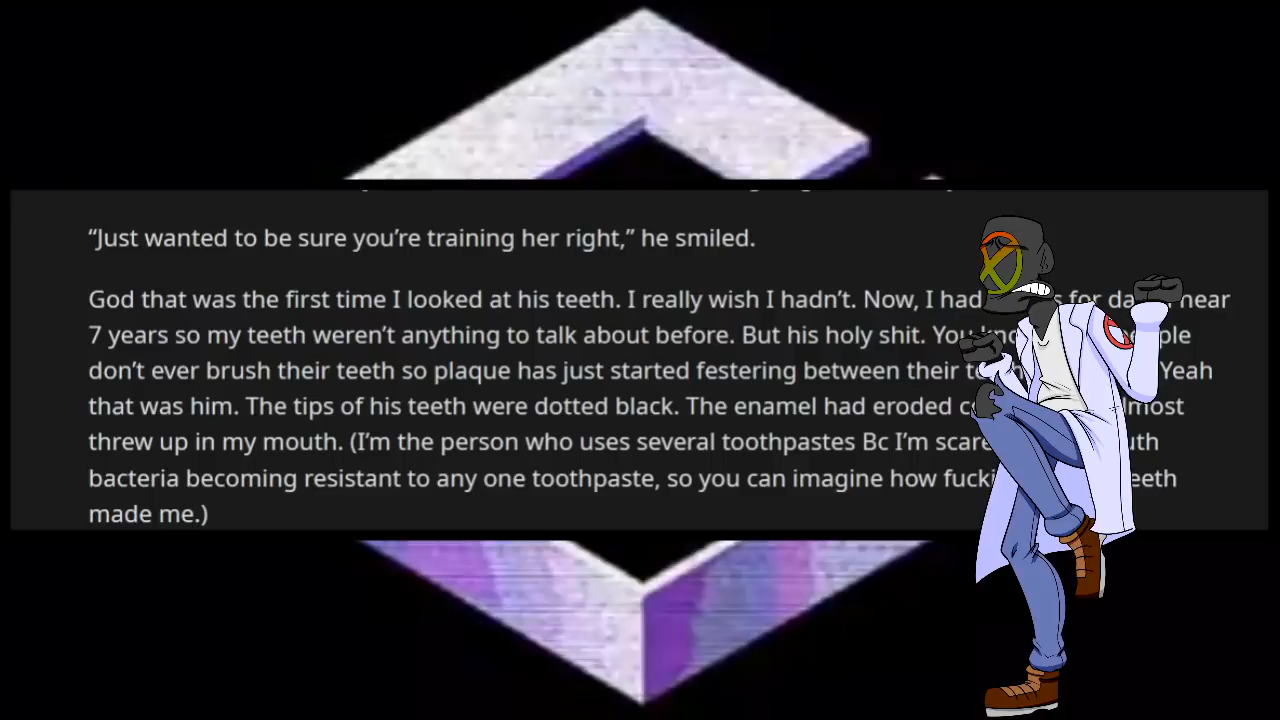 “Just wanted to be sure you’re training her right,” he smiled.
God that was the first time I looked at his teeth. I really wish I hadn’t. Now, I had for near
7 years so my teeth weren’t anything to talk about before. But his holy shit. You
don’t ever brush their teeth so plaque has just started festering between their Yeah
that was him. The tips of his teeth were dotted black. The enamel had eroded
threw up in my mouth. (I’m the person who uses several toothpastes Bc I’m
bacteria becoming resistant to any one toothpaste, so you can imagine how
made me.)